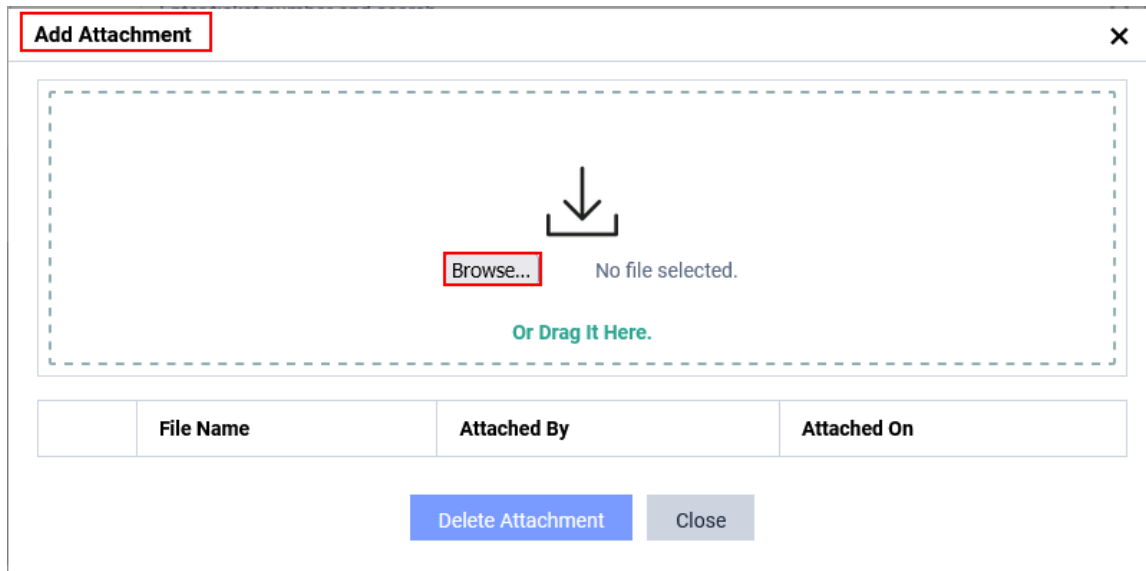 Add Attachment
Browse... No file selected.
Or Drag It Here.
File Name Attached By Attached On
Delete Attachment Close